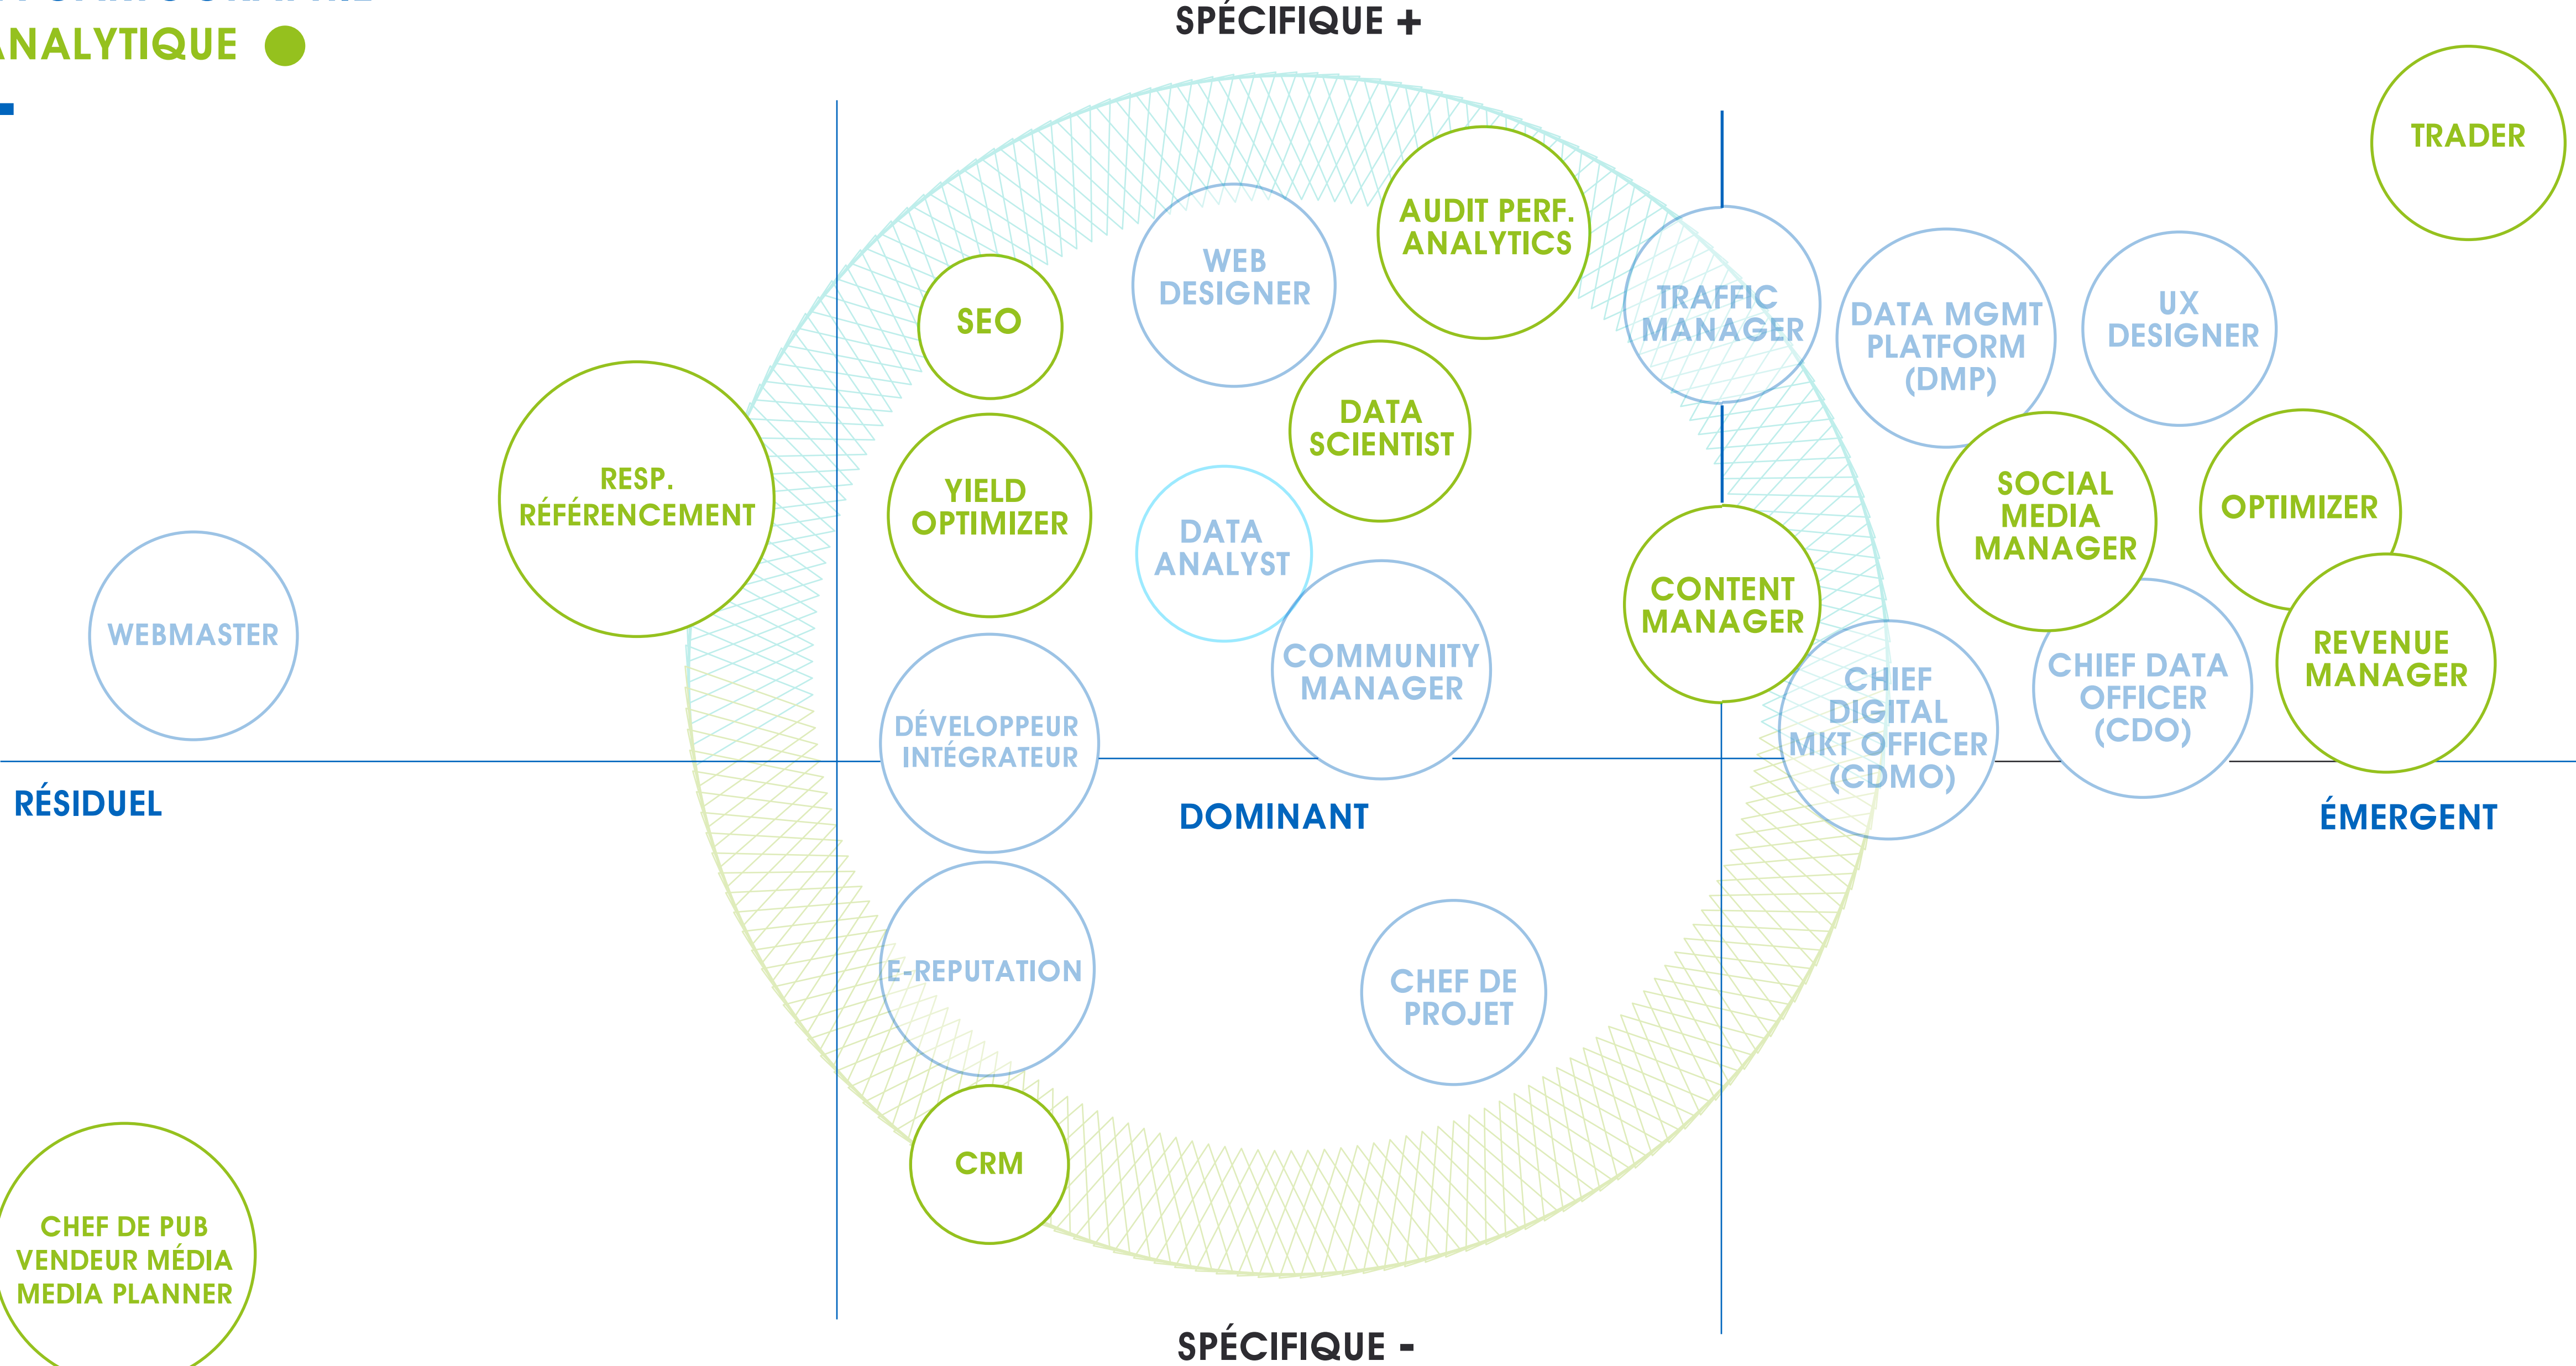 ANALYTIQUE
SPÉCIFIQUE +
TRADER
AUDIT PERF.
ANALYTICS
WEB
DESIGNER
SEO
TRAFFIC
MANAGER
DATA MGMT
PLATFORM
(DMP)
UX
DESIGNER
DATA
SCIENTIST
RESP.
RÉFÉRENCEMENT
YIELD
OPTIMIZER
SOCIAL
MEDIA
MANAGER
OPTIMIZER
DATA
ANALYST
CONTENT
MANAGER
WEBMASTER
COMMUNITY
MANAGER
REVENUE
MANAGER
CHIEF DATA
OFFICER
(CDO)
CHIEF
DIGITAL
MKT OFFICER
(CDMO)
DÉVELOPPEUR
INTÉGRATEUR
RÉSIDUEL
DOMINANT
ÉMERGENT
E-REPUTATION
CHEF DE
PROJET
CRM
CHEF DE PUB
VENDEUR MÉDIA
MEDIA PLANNER
SPÉCIFIQUE -